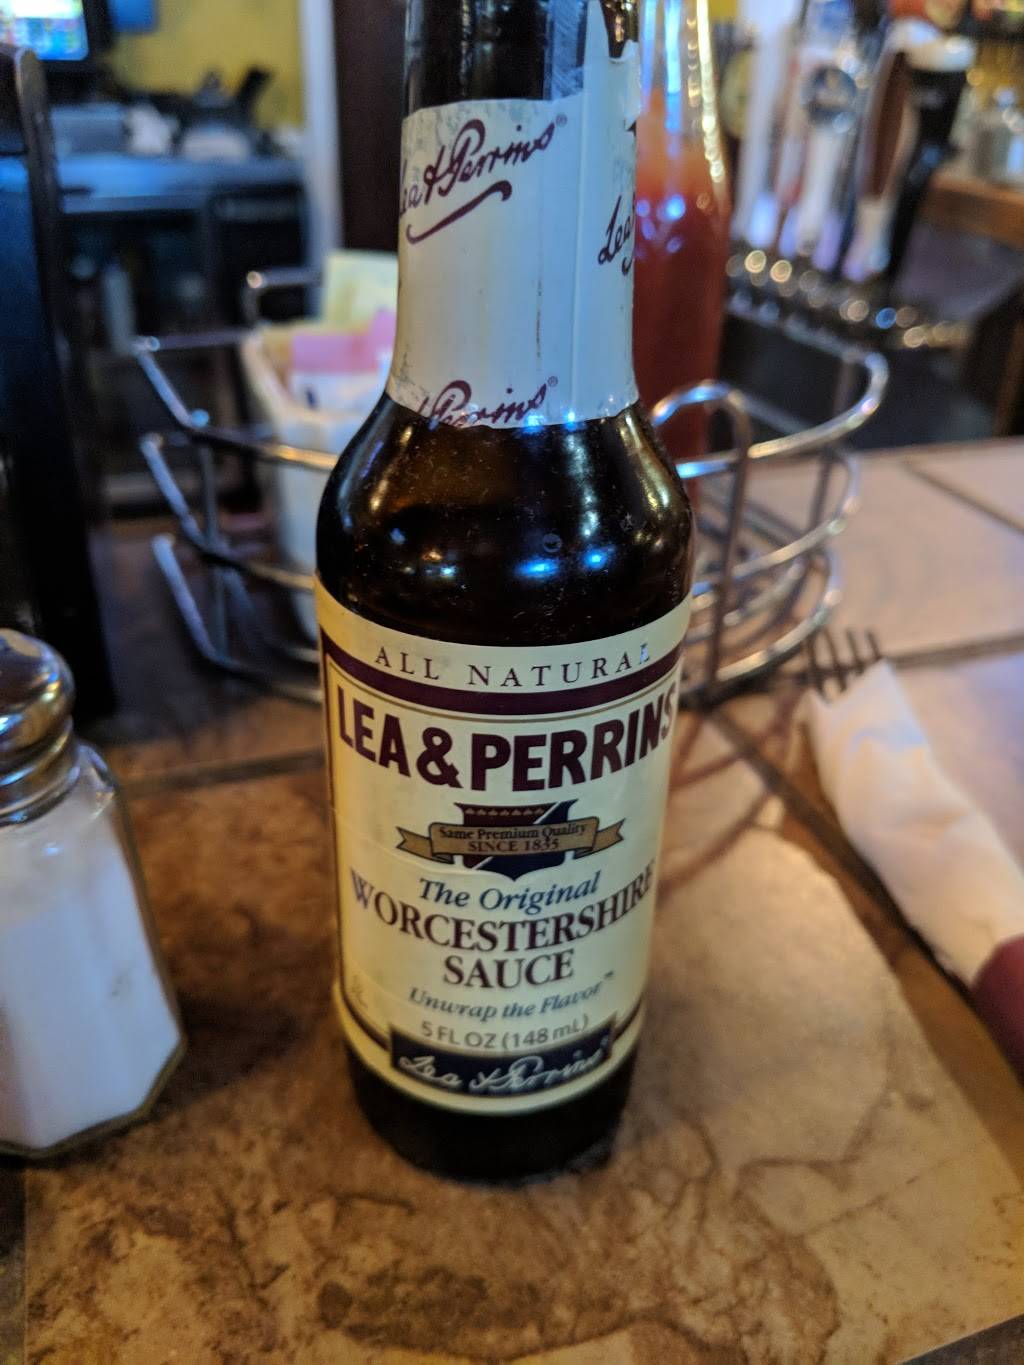 Lea & Perrins®
Lea
Perrins®
ALL NATURAL
LEA & PERRINS
Same Premium Quality
SINCE 1835
The Original
WORCESTERSHIRE
SAUCE
Unwrap the Flavor™
5 FL OZ (148 mL)
Lea & Perrins